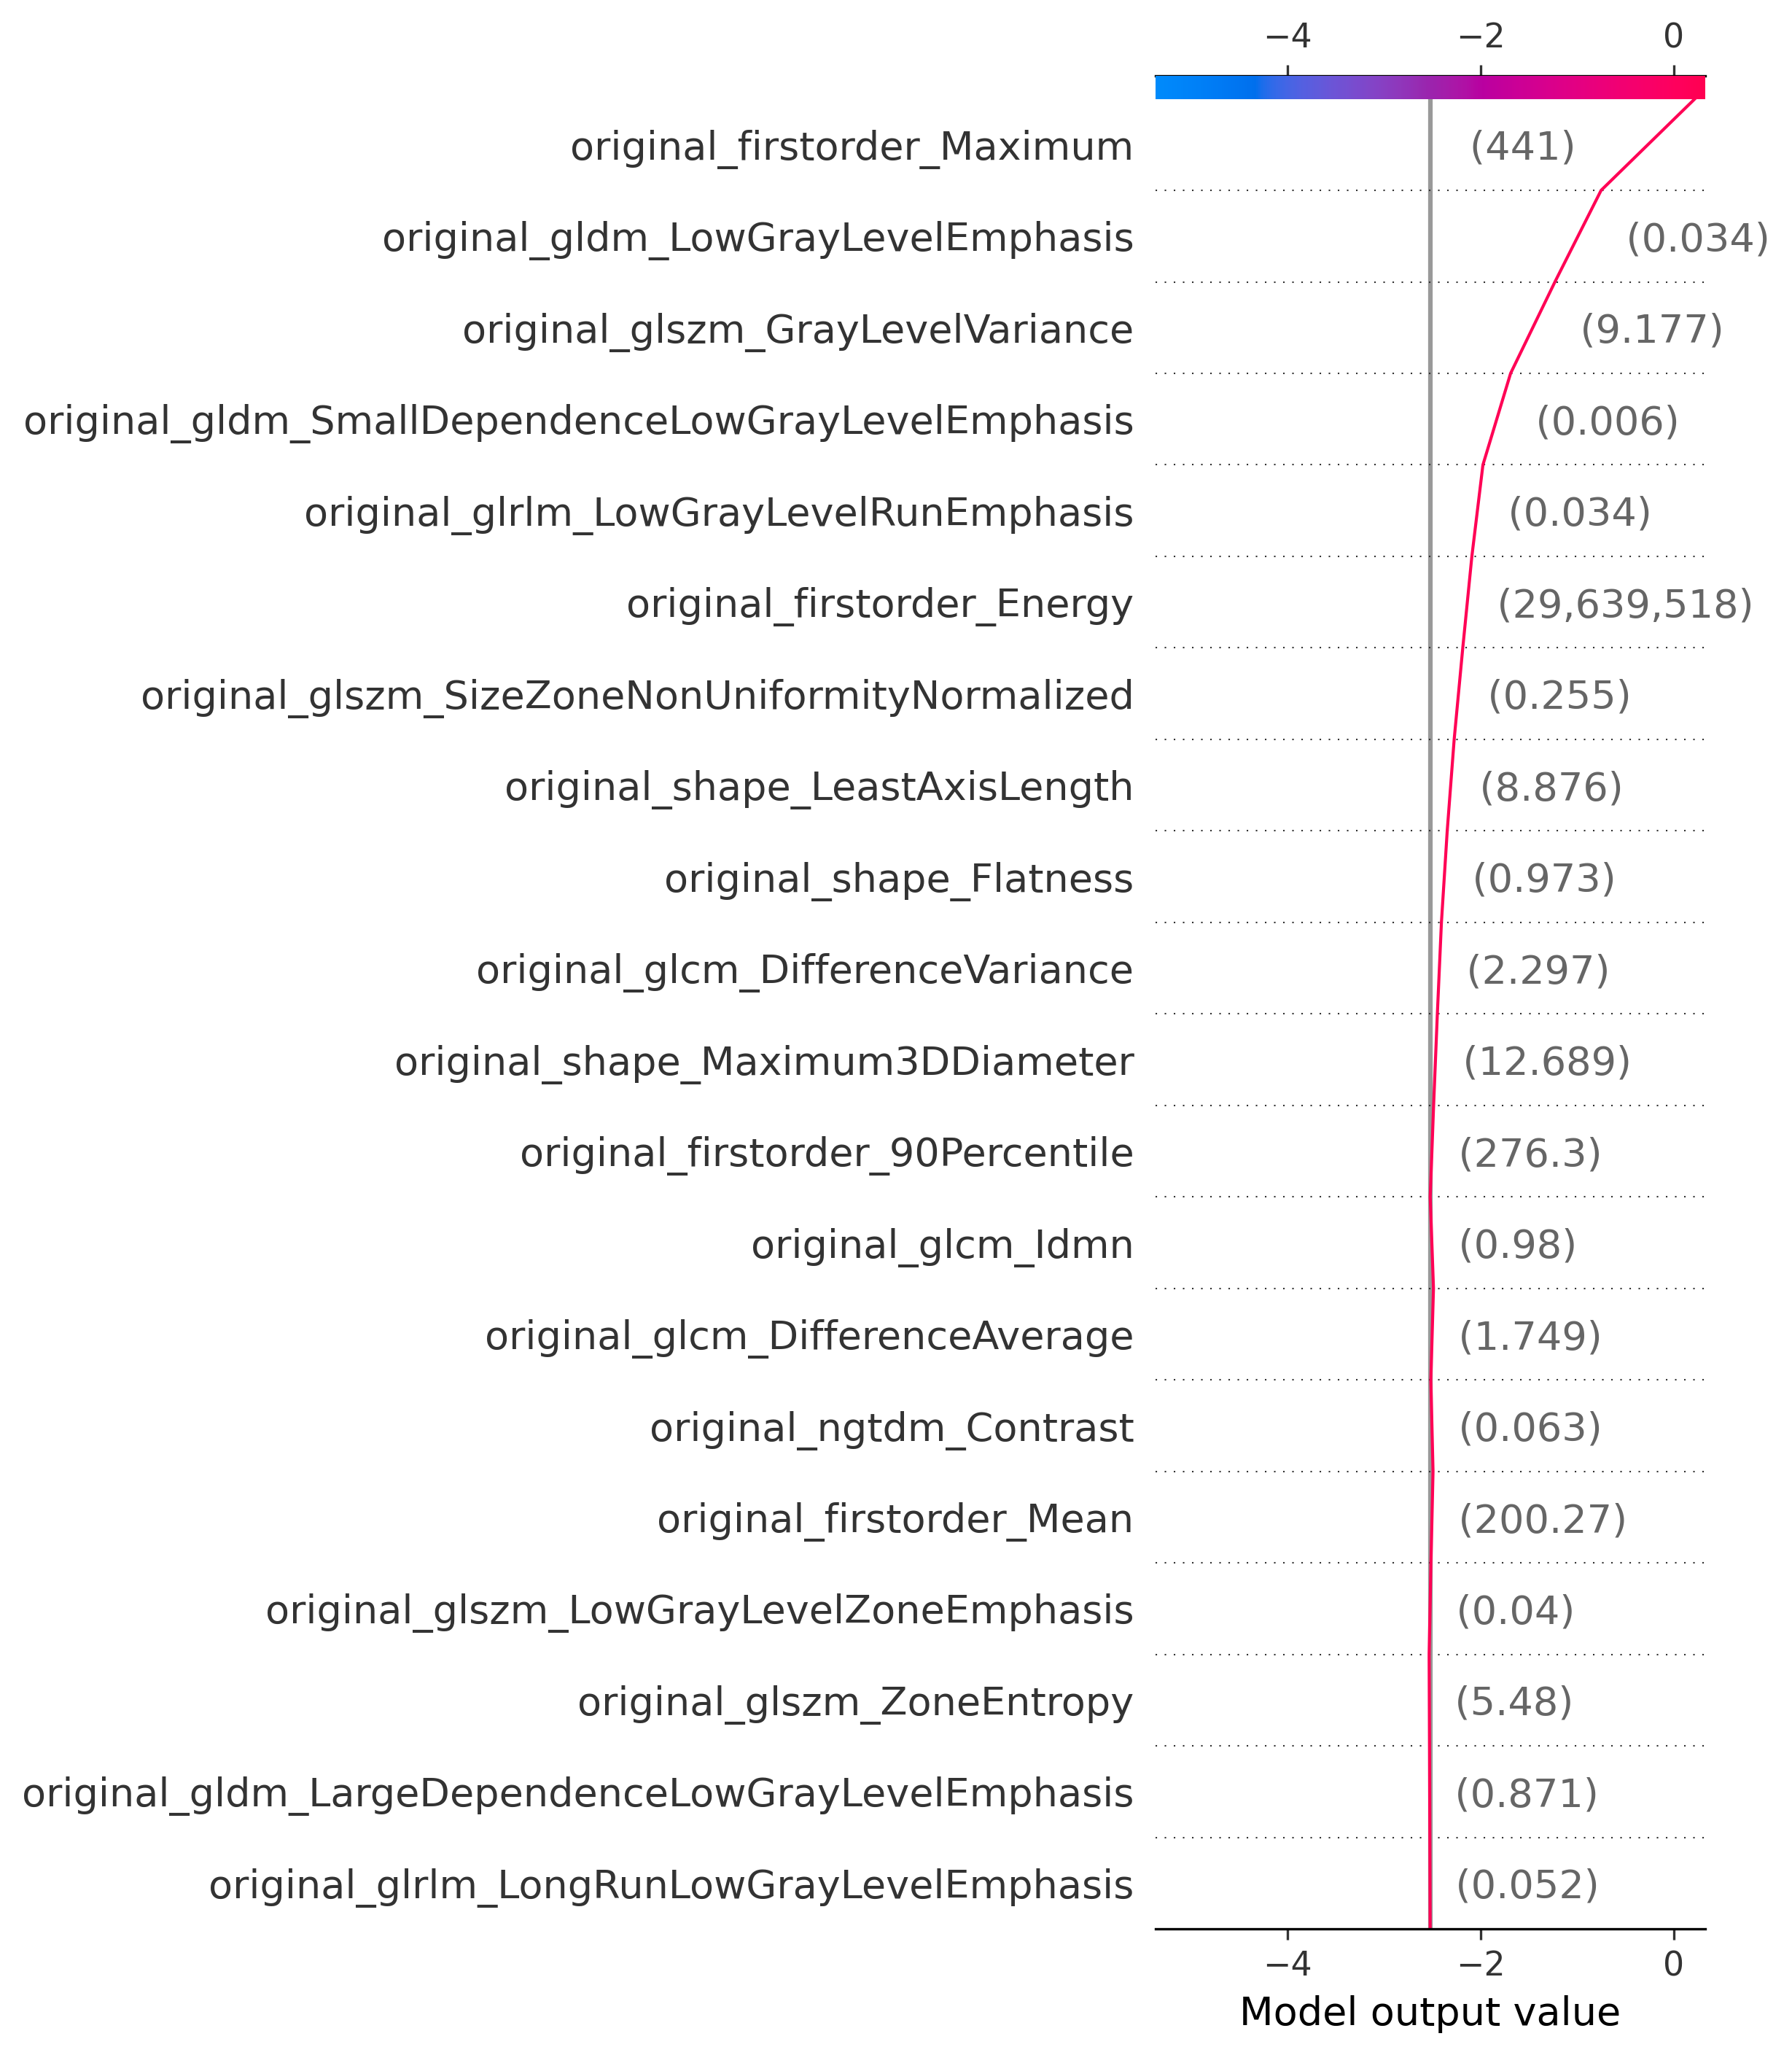 −4 −2 0
original_firstorder_Maximum (441)
original_gldm_LowGrayLevelEmphasis (0.034)
original_glszm_GrayLevelVariance (9.177)
original_gldm_SmallDependenceLowGrayLevelEmphasis (0.006)
original_glrlm_LowGrayLevelRunEmphasis (0.034)
original_firstorder_Energy (29,639,518)
original_glszm_SizeZoneNonUniformityNormalized (0.255)
original_shape_LeastAxisLength (8.876)
original_shape_Flatness (0.973)
original_glcm_DifferenceVariance (2.297)
original_shape_Maximum3DDiameter (12.689)
original_firstorder_90Percentile (276.3)
original_glcm_Idmn (0.98)
original_glcm_DifferenceAverage (1.749)
original_ngtdm_Contrast (0.063)
original_firstorder_Mean (200.27)
original_glszm_LowGrayLevelZoneEmphasis (0.04)
original_glszm_ZoneEntropy (5.48)
original_gldm_LargeDependenceLowGrayLevelEmphasis (0.871)
original_glrlm_LongRunLowGrayLevelEmphasis (0.052)
−4 −2 0
Model output value